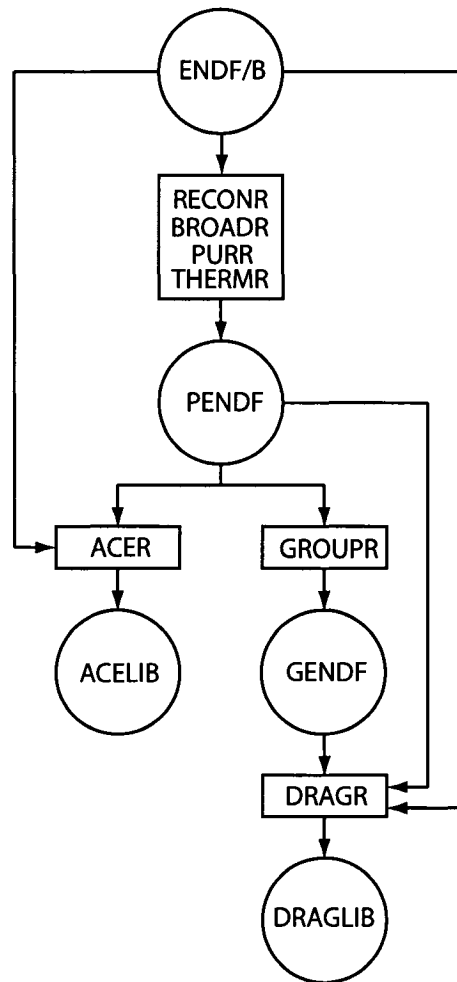 ENDF/B
RECONR
BROADR
PURR
THERMR
PENDF
ACER
GROUPR
ACELIB
GENDF
DRAGR
DRAGLIB